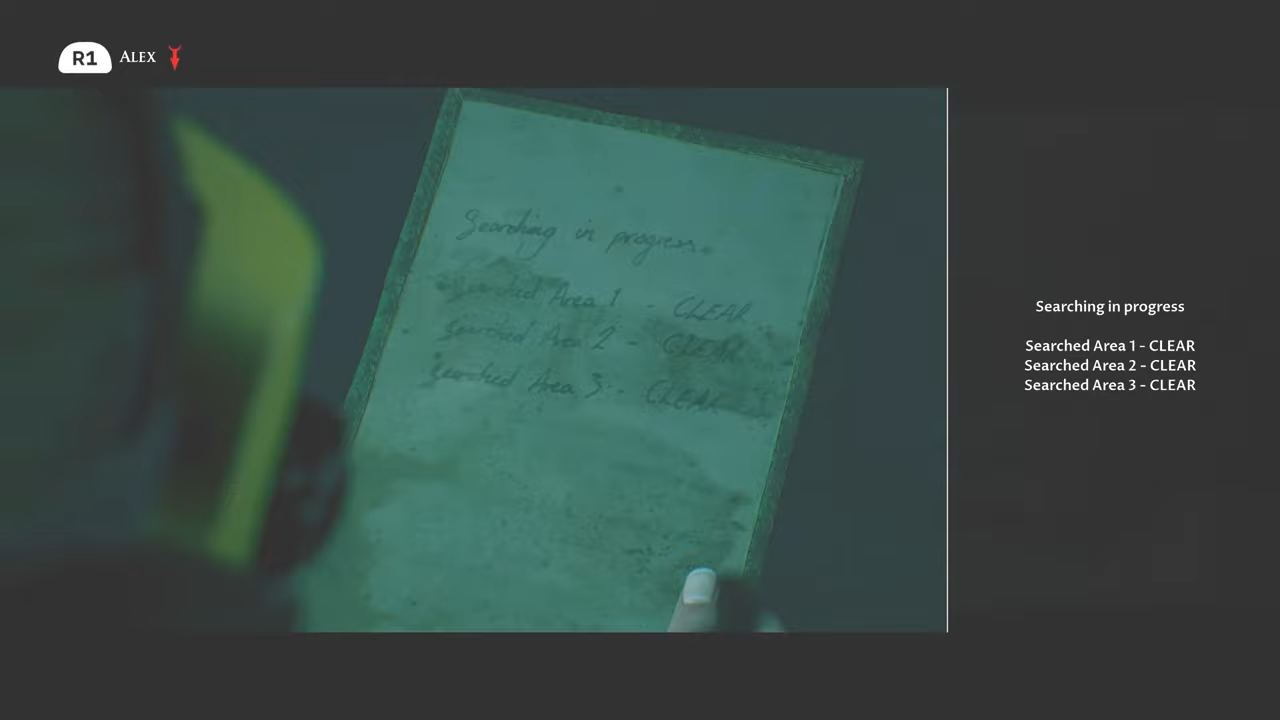 R1 ALEX
Searching in progress
Searched Area 1 - CLEAR
Searched Area 2 - CLEAR
Searched Area 3 - CLEAR
Searching in progress
Searched Area 1 - CLEAR
Searched Area 2 - CLEAR
Searched Area 3 - CLEAR